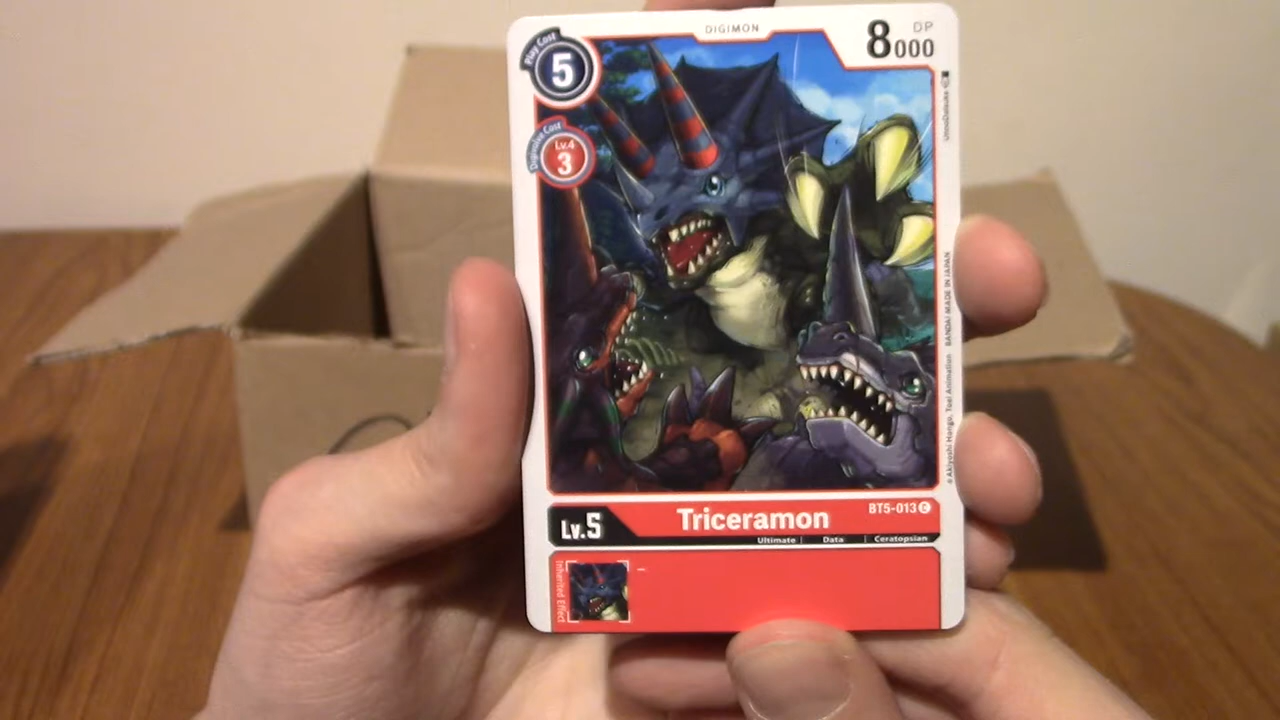 DIGIMON
Play Cost
5
DP
8000
Digivolve Cost
Lv.4
3
UnnoDaisuke
© Akiyoshi Hongo, Toei Animation BANDAI MADE IN JAPAN
Lv.5
Triceramon
BT5-013 C
Ultimate | Data | Ceratopsian
Inherited Effect
-